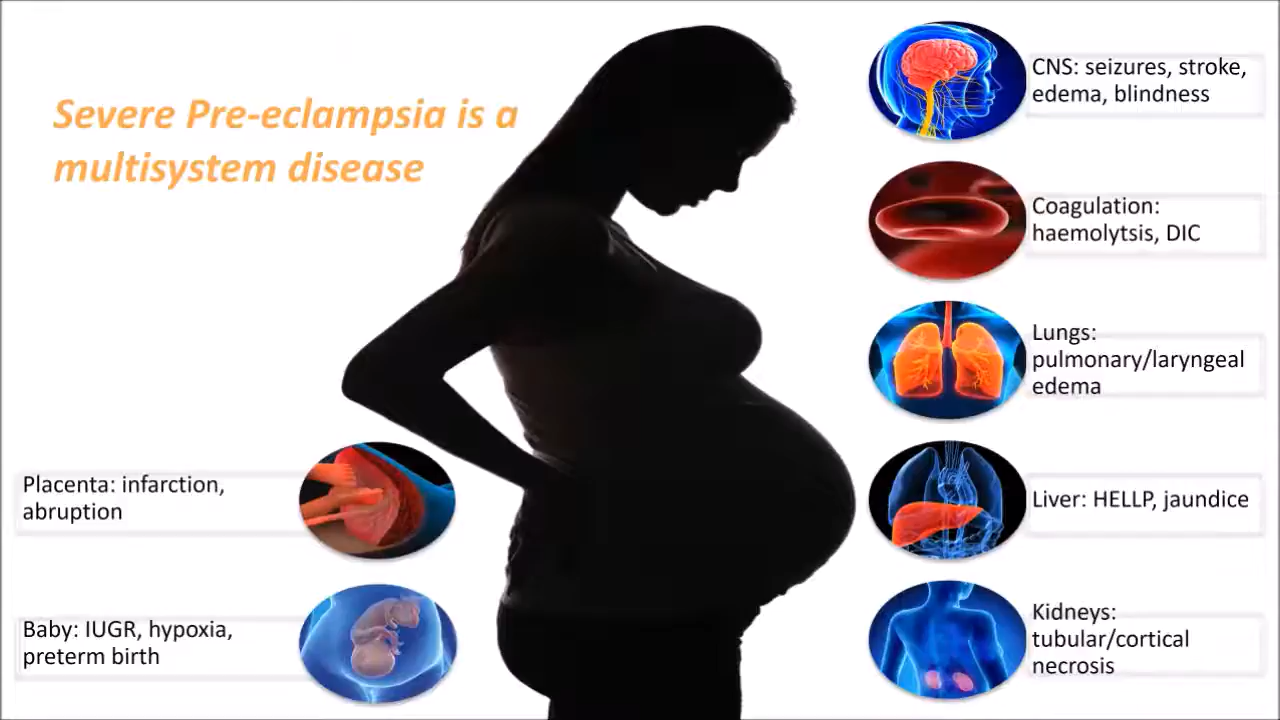 Severe Pre-eclampsia is a
multisystem disease
CNS: seizures, stroke,
edema, blindness
Coagulation:
haemolytsis, DIC
Lungs:
pulmonary/laryngeal
edema
Liver: HELLP, jaundice
Kidneys:
tubular/cortical
necrosis
Placenta: infarction,
abruption
Baby: IUGR, hypoxia,
preterm birth